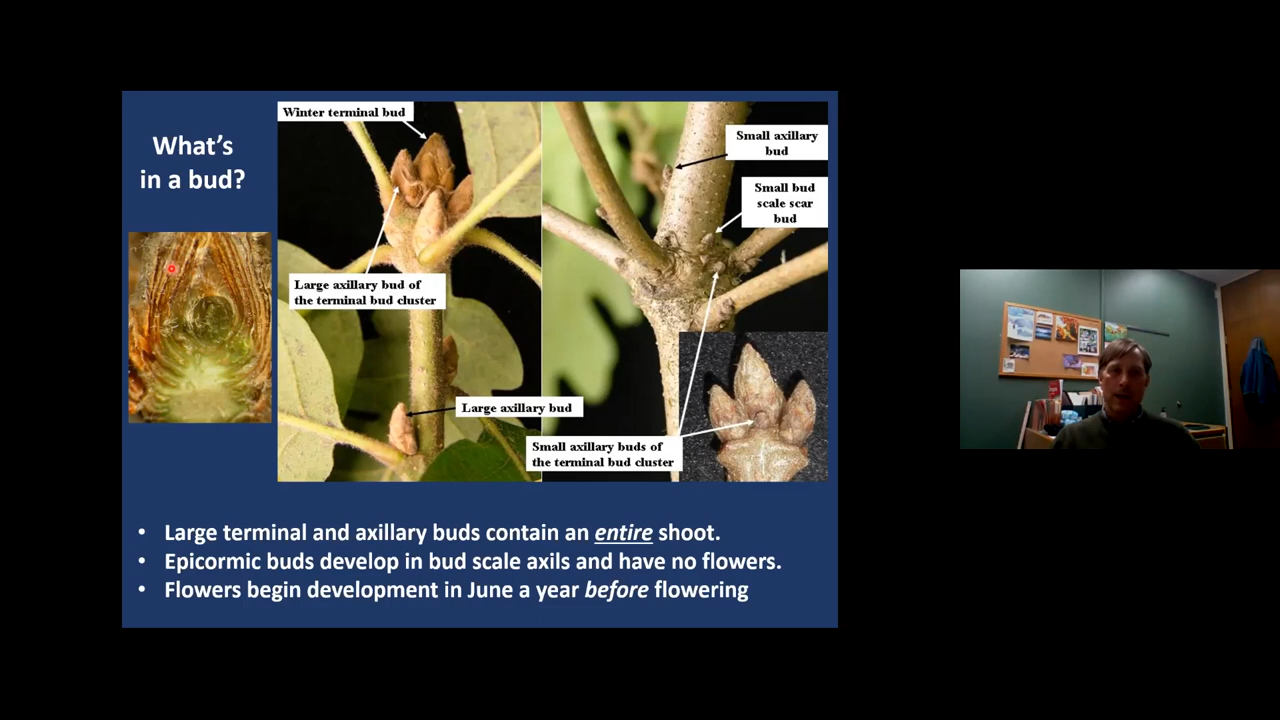 What's
in a bud?
Winter terminal bud
Large axillary bud of
the terminal bud cluster
Large axillary bud
Small axillary
bud
Small bud
scale scar
bud
Small axillary buds of
the terminal bud cluster
• Large terminal and axillary buds contain an entire shoot.
• Epicormic buds develop in bud scale axils and have no flowers.
• Flowers begin development in June a year before flowering